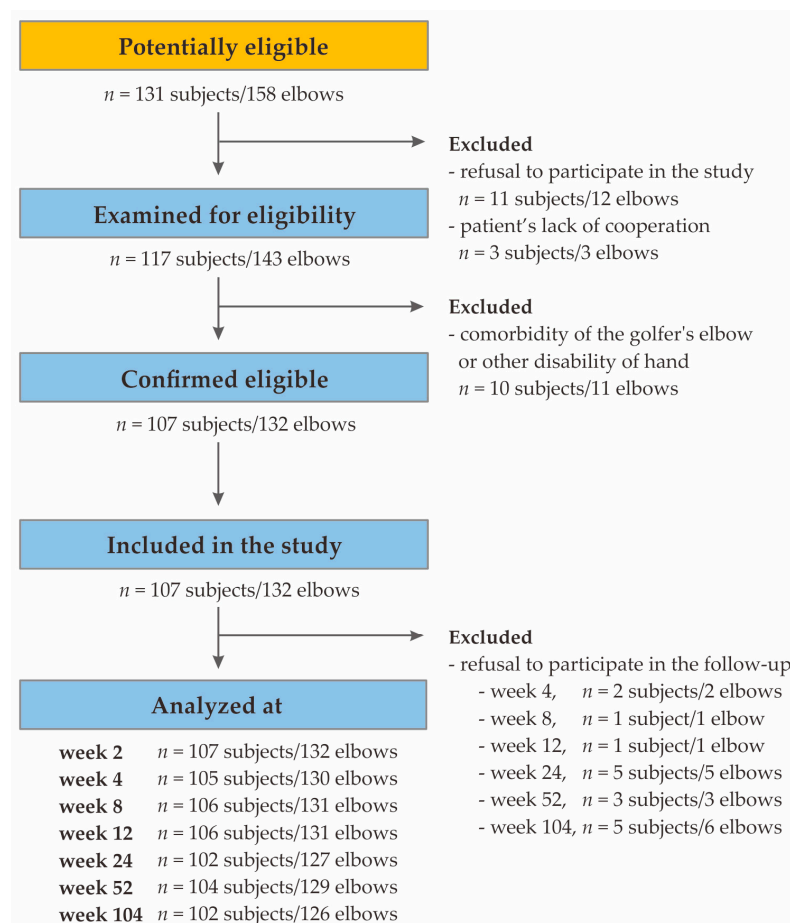 Potentially eligible
n = 131 subjects/158 elbows
Excluded
- refusal to participate in the study
n = 11 subjects/12 elbows
- patient’s lack of cooperation
n = 3 subjects/3 elbows
Examined for eligibility
n = 117 subjects/143 elbows
Excluded
- comorbidity of the golfer's elbow
or other disability of hand
n = 10 subjects/11 elbows
Confirmed eligible
n = 107 subjects/132 elbows
Included in the study
n = 107 subjects/132 elbows
Excluded
- refusal to participate in the follow-up
- week 4, n = 2 subjects/2 elbows
- week 8, n = 1 subject/1 elbow
- week 12, n = 1 subject/1 elbow
- week 24, n = 5 subjects/5 elbows
- week 52, n = 3 subjects/3 elbows
- week 104, n = 5 subjects/6 elbows
Analyzed at
week 2 n = 107 subjects/132 elbows
week 4 n = 105 subjects/130 elbows
week 8 n = 106 subjects/131 elbows
week 12 n = 106 subjects/131 elbows
week 24 n = 102 subjects/127 elbows
week 52 n = 104 subjects/129 elbows
week 104 n = 102 subjects/126 elbows